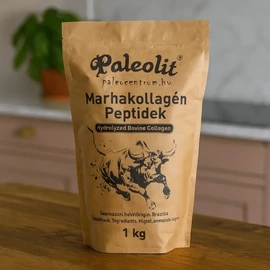 Paleolit®
paleocentrum.hu
Marhakollagén
Peptidek
Hydrolyzed Bovine Collagen
1 kg